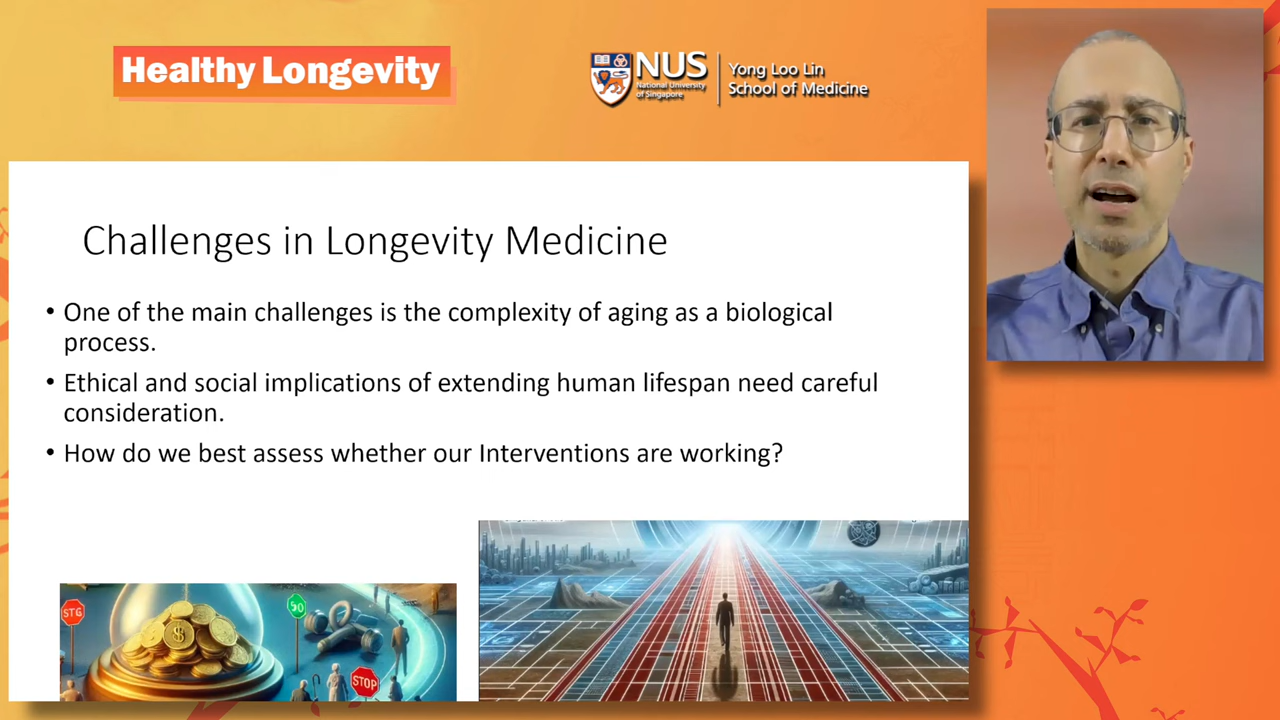 Healthy Longevity
NUS
National University
of Singapore
Yong Loo Lin
School of Medicine
Challenges in Longevity Medicine
• One of the main challenges is the complexity of aging as a biological
process.
• Ethical and social implications of extending human lifespan need careful
consideration.
• How do we best assess whether our Interventions are working?
STG
50
$
STOP